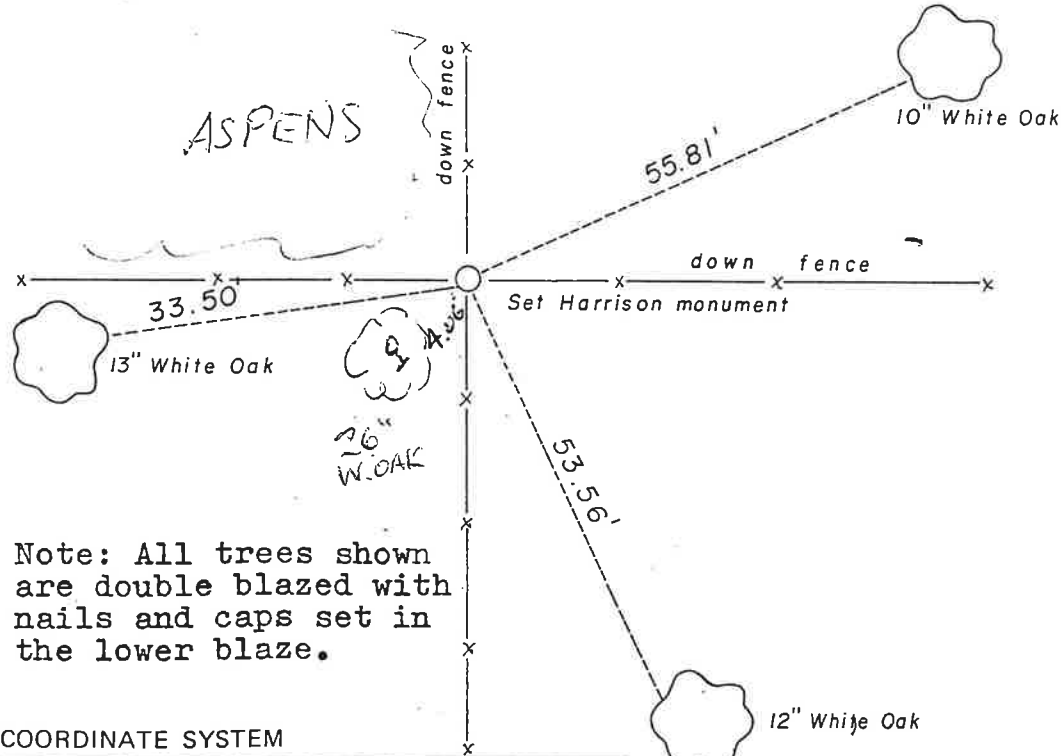 down fence
ASPENS
10" White Oak
55.81'
down fence
33.50'
Set Harrison monument
13" White Oak
W.OAK
53.56'
Note: All trees shown
are double blazed with
nails and caps set in
the lower blaze.
12" White Oak
COORDINATE SYSTEM